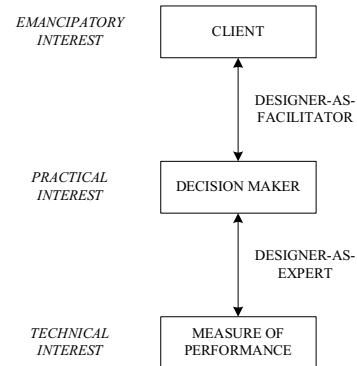 EMANCIPATORY
INTEREST
CLIENT
DESIGNER-AS-
FACILITATOR
PRACTICAL
INTEREST
DECISION MAKER
DESIGNER-AS-
EXPERT
TECHNICAL
INTEREST
MEASURE OF
PERFORMANCE